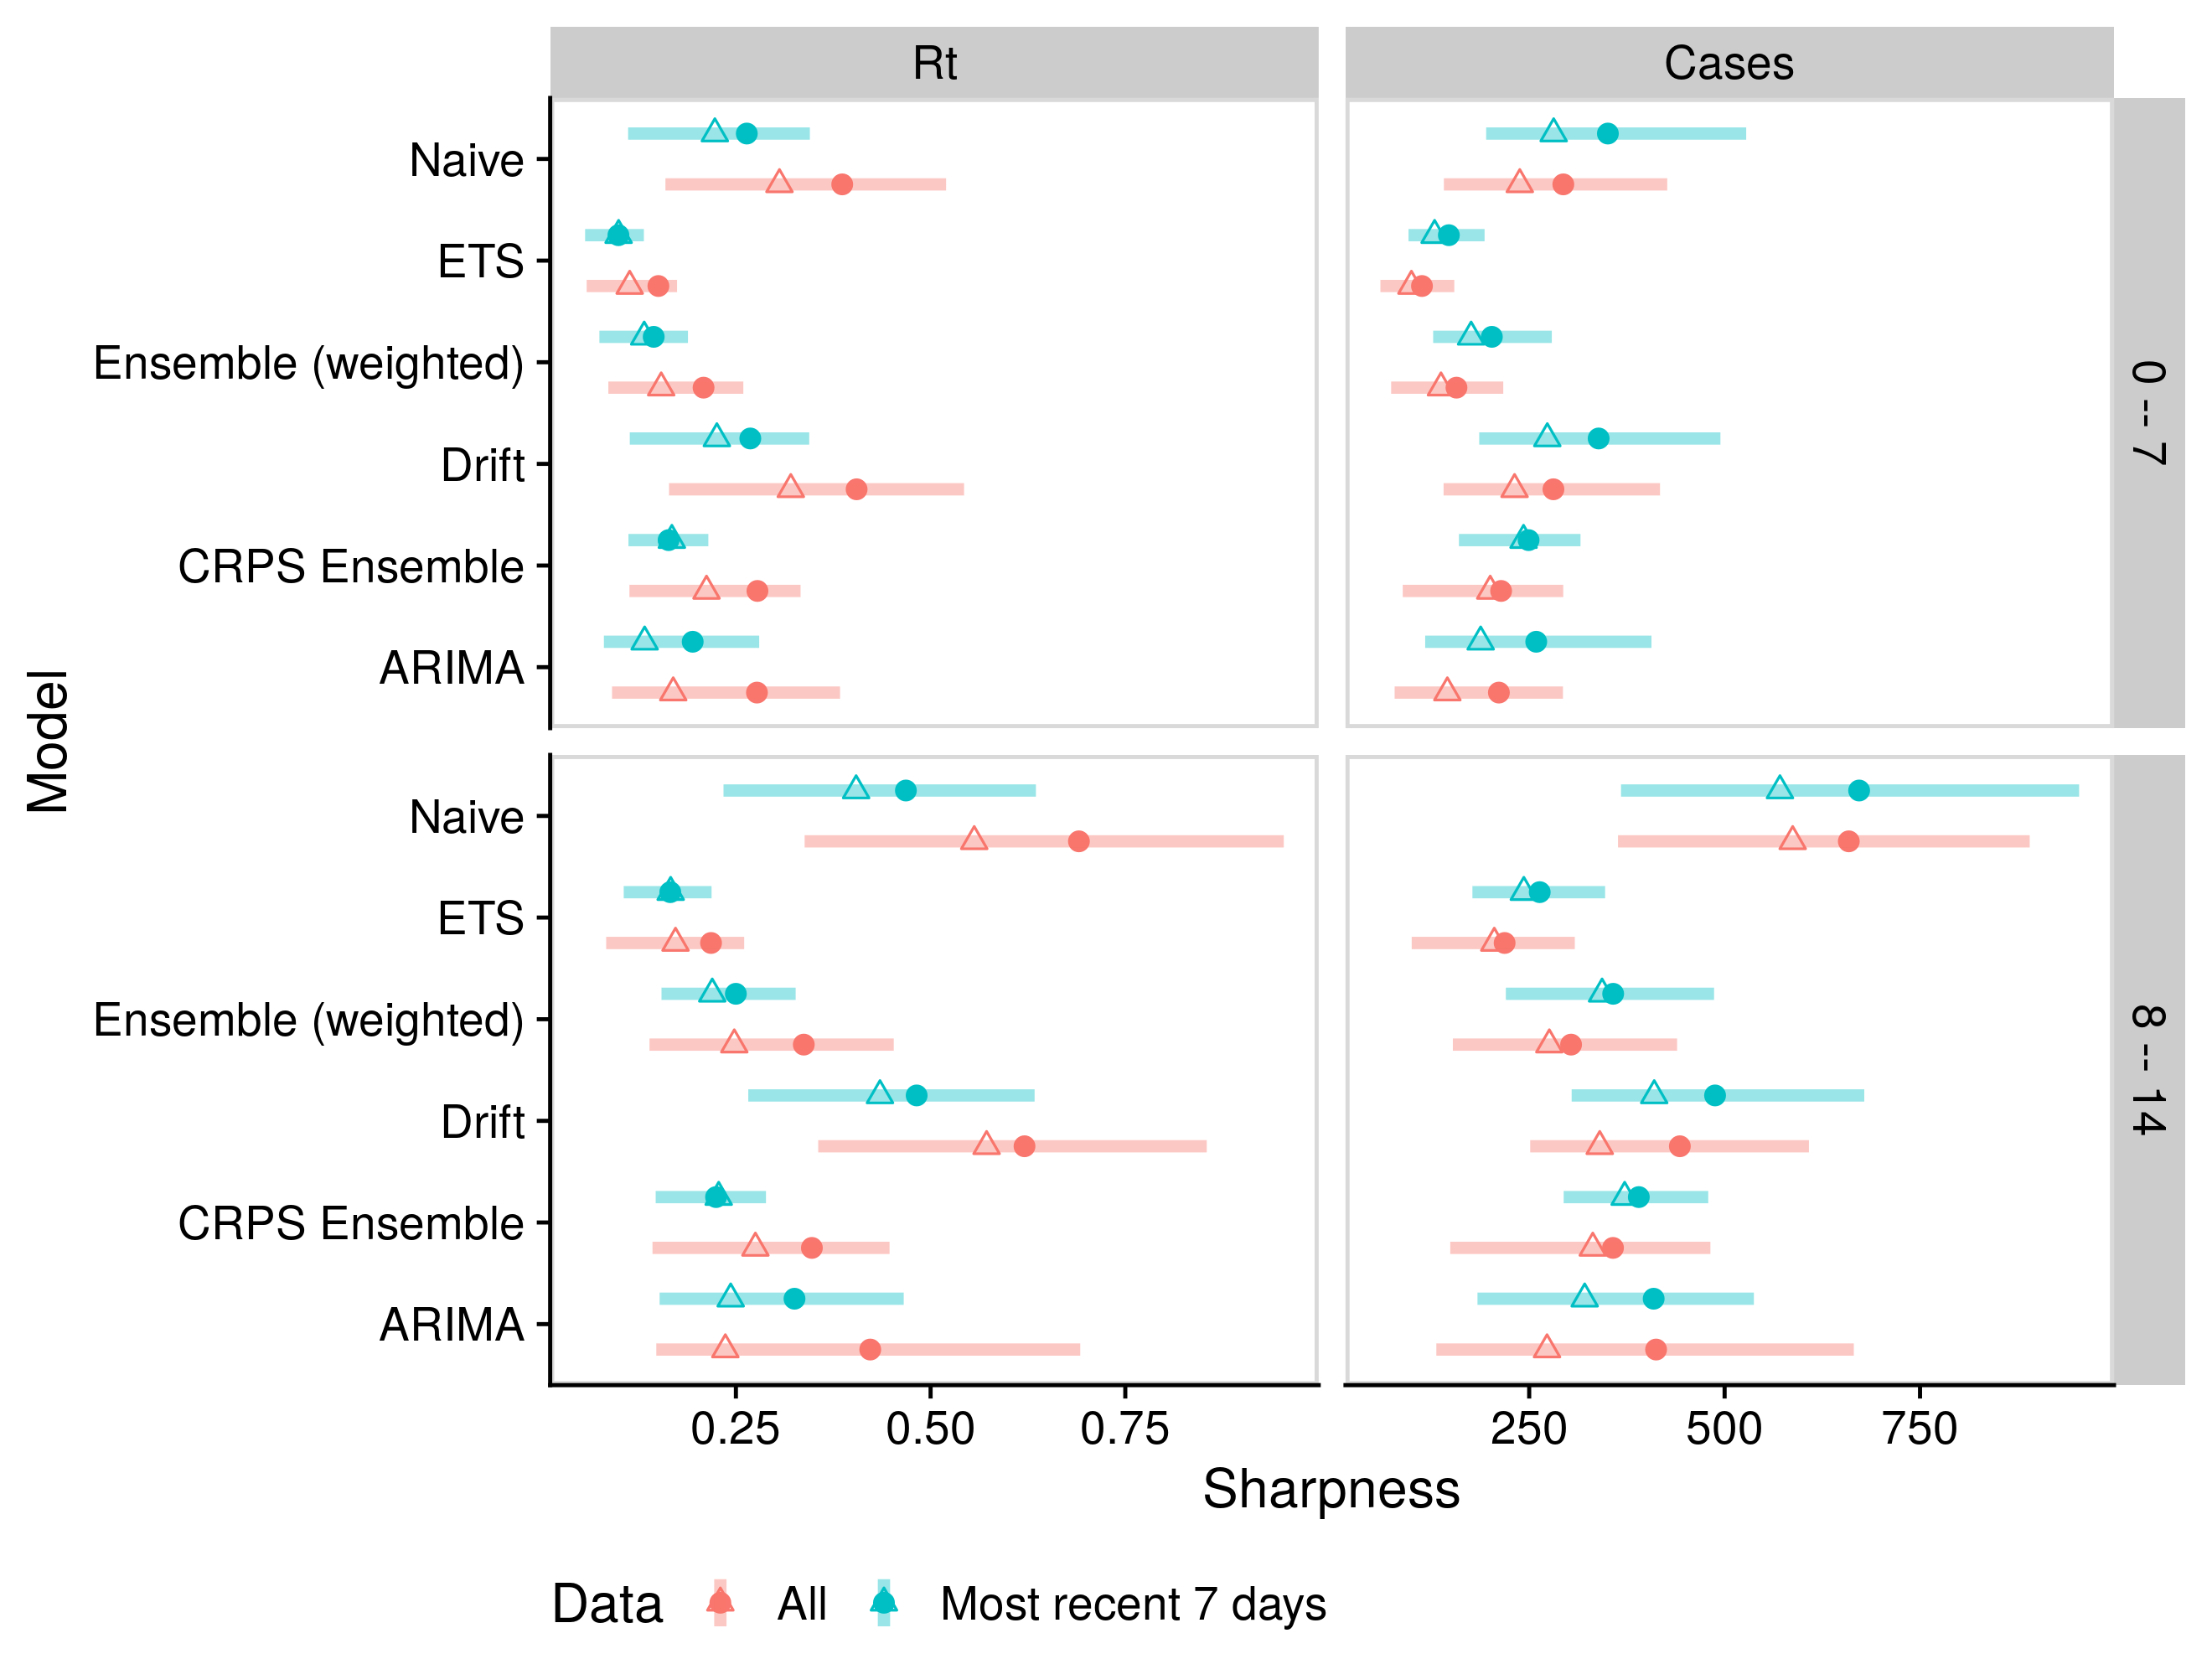 Rt
Cases
Naive
ETS
Ensemble (weighted)
Drift
CRPS Ensemble
ARIMA
0 -- 7
Model
Naive
ETS
Ensemble (weighted)
Drift
CRPS Ensemble
ARIMA
8 -- 14
0.25 0.50 0.75
250 500 750
Sharpness
Data All Most recent 7 days